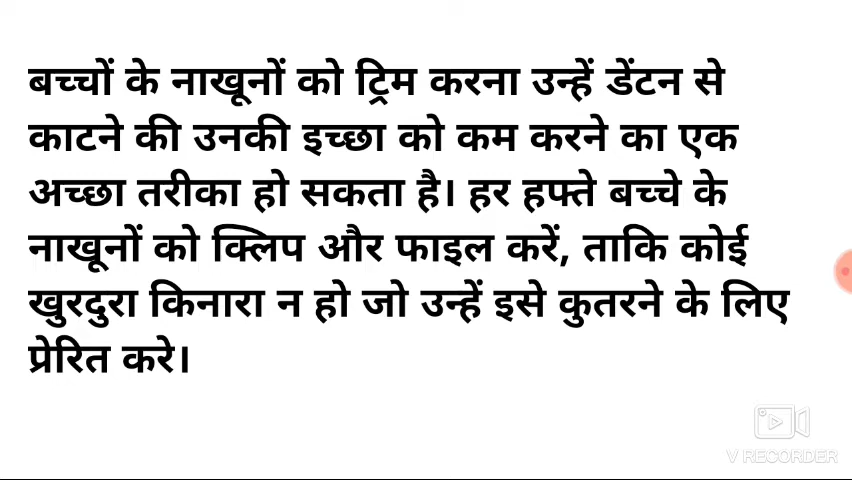 बच्चों के नाखूनों को ट्रिम करना उन्हें डेंटन से
काटने की उनकी इच्छा को कम करने का एक
अच्छा तरीका हो सकता है। हर हफ्ते बच्चे के
नाखूनों को क्लिप और फाइल करें, ताकि कोई
खुरदुरा किनारा न हो जो उन्हें इसे कुतरने के लिए
प्रेरित करे।
V RECORDER